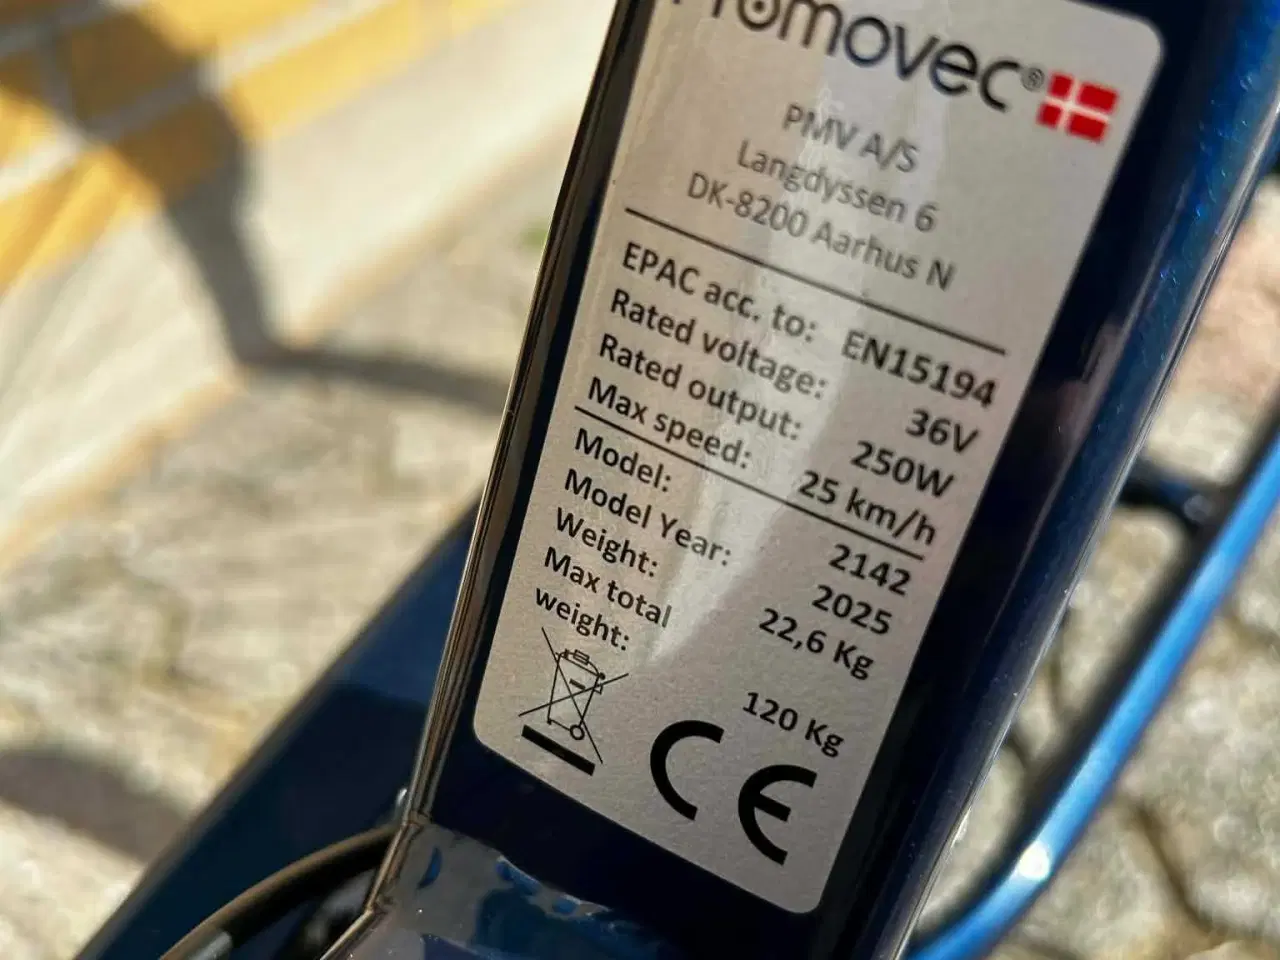 Promovec®
PMV A/S
Langdyssen 6
DK-8200 Aarhus N
EPAC acc. to: EN15194
Rated voltage: 36V
Rated output: 250W
Max speed: 25 km/h
Model: 2142
Model Year: 2025
Weight: 22,6 Kg
Max total
weight: 120 Kg
CE